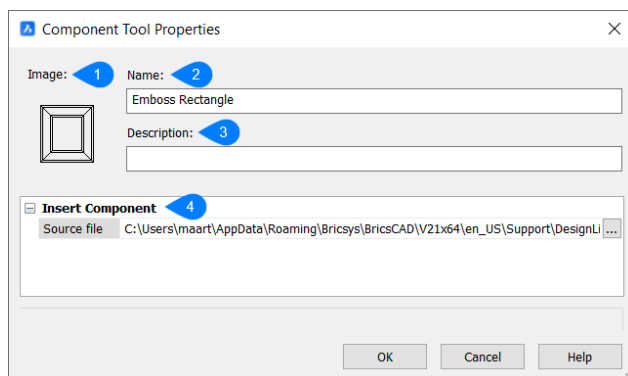 Component Tool Properties
Image: 1 Name: 2
Emboss Rectangle
Description: 3
Insert Component 4
Source file C:\Users\maart\AppData\Roaming\Bricsys\BricsCAD\V21x64\en_US\Support\DesignLi ...
OK Cancel Help